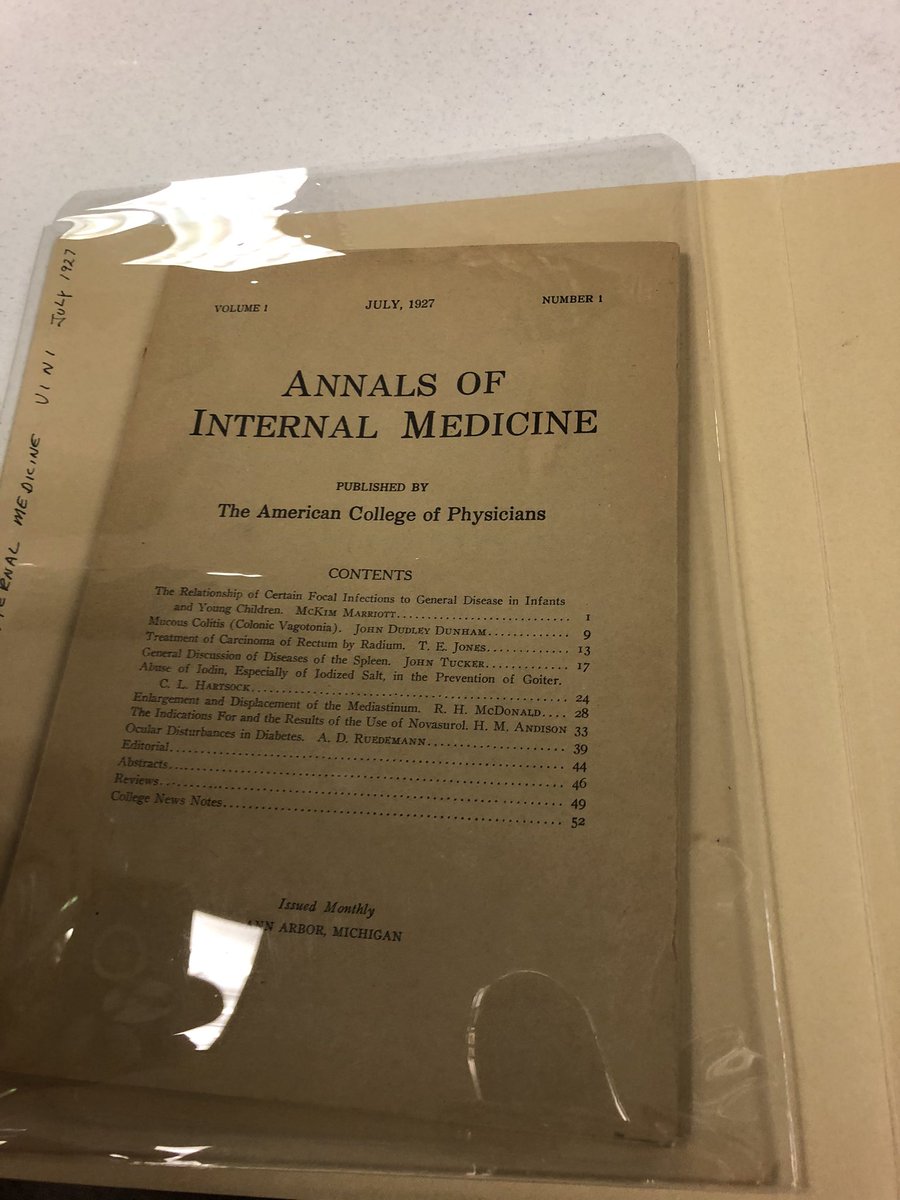 VOLUME 1 JULY, 1927 NUMBER 1
ANNALS OF
INTERNAL MEDICINE
PUBLISHED BY
The American College of Physicians
CONTENTS
The Relationship of Certain Focal Infections to General Disease in Infants
and Young Children. McKim Marriott 1
Mucous Colitis (Colonic Vagotonia). John Dudley Dunham 9
Treatment of Carcinoma of Rectum by Radium. T. E. Jones 13
General Discussion of Diseases of the Spleen. John Tucker 17
Abuse of Iodin, Especially of Iodized Salt, in the Prevention of Goiter.
C. L. Hartsock 24
Enlargement and Displacement of the Mediastinum. R. H. McDonald 28
The Indications For and the Results of the Use of Novasurol. H. M. Andison 33
Ocular Disturbances in Diabetes. A. D. Ruedemann 39
Editorial 44
Abstracts 46
Reviews 49
College News Notes 52
Issued Monthly
ANN ARBOR, MICHIGAN
MEDICINE V1N1 JULY 1927